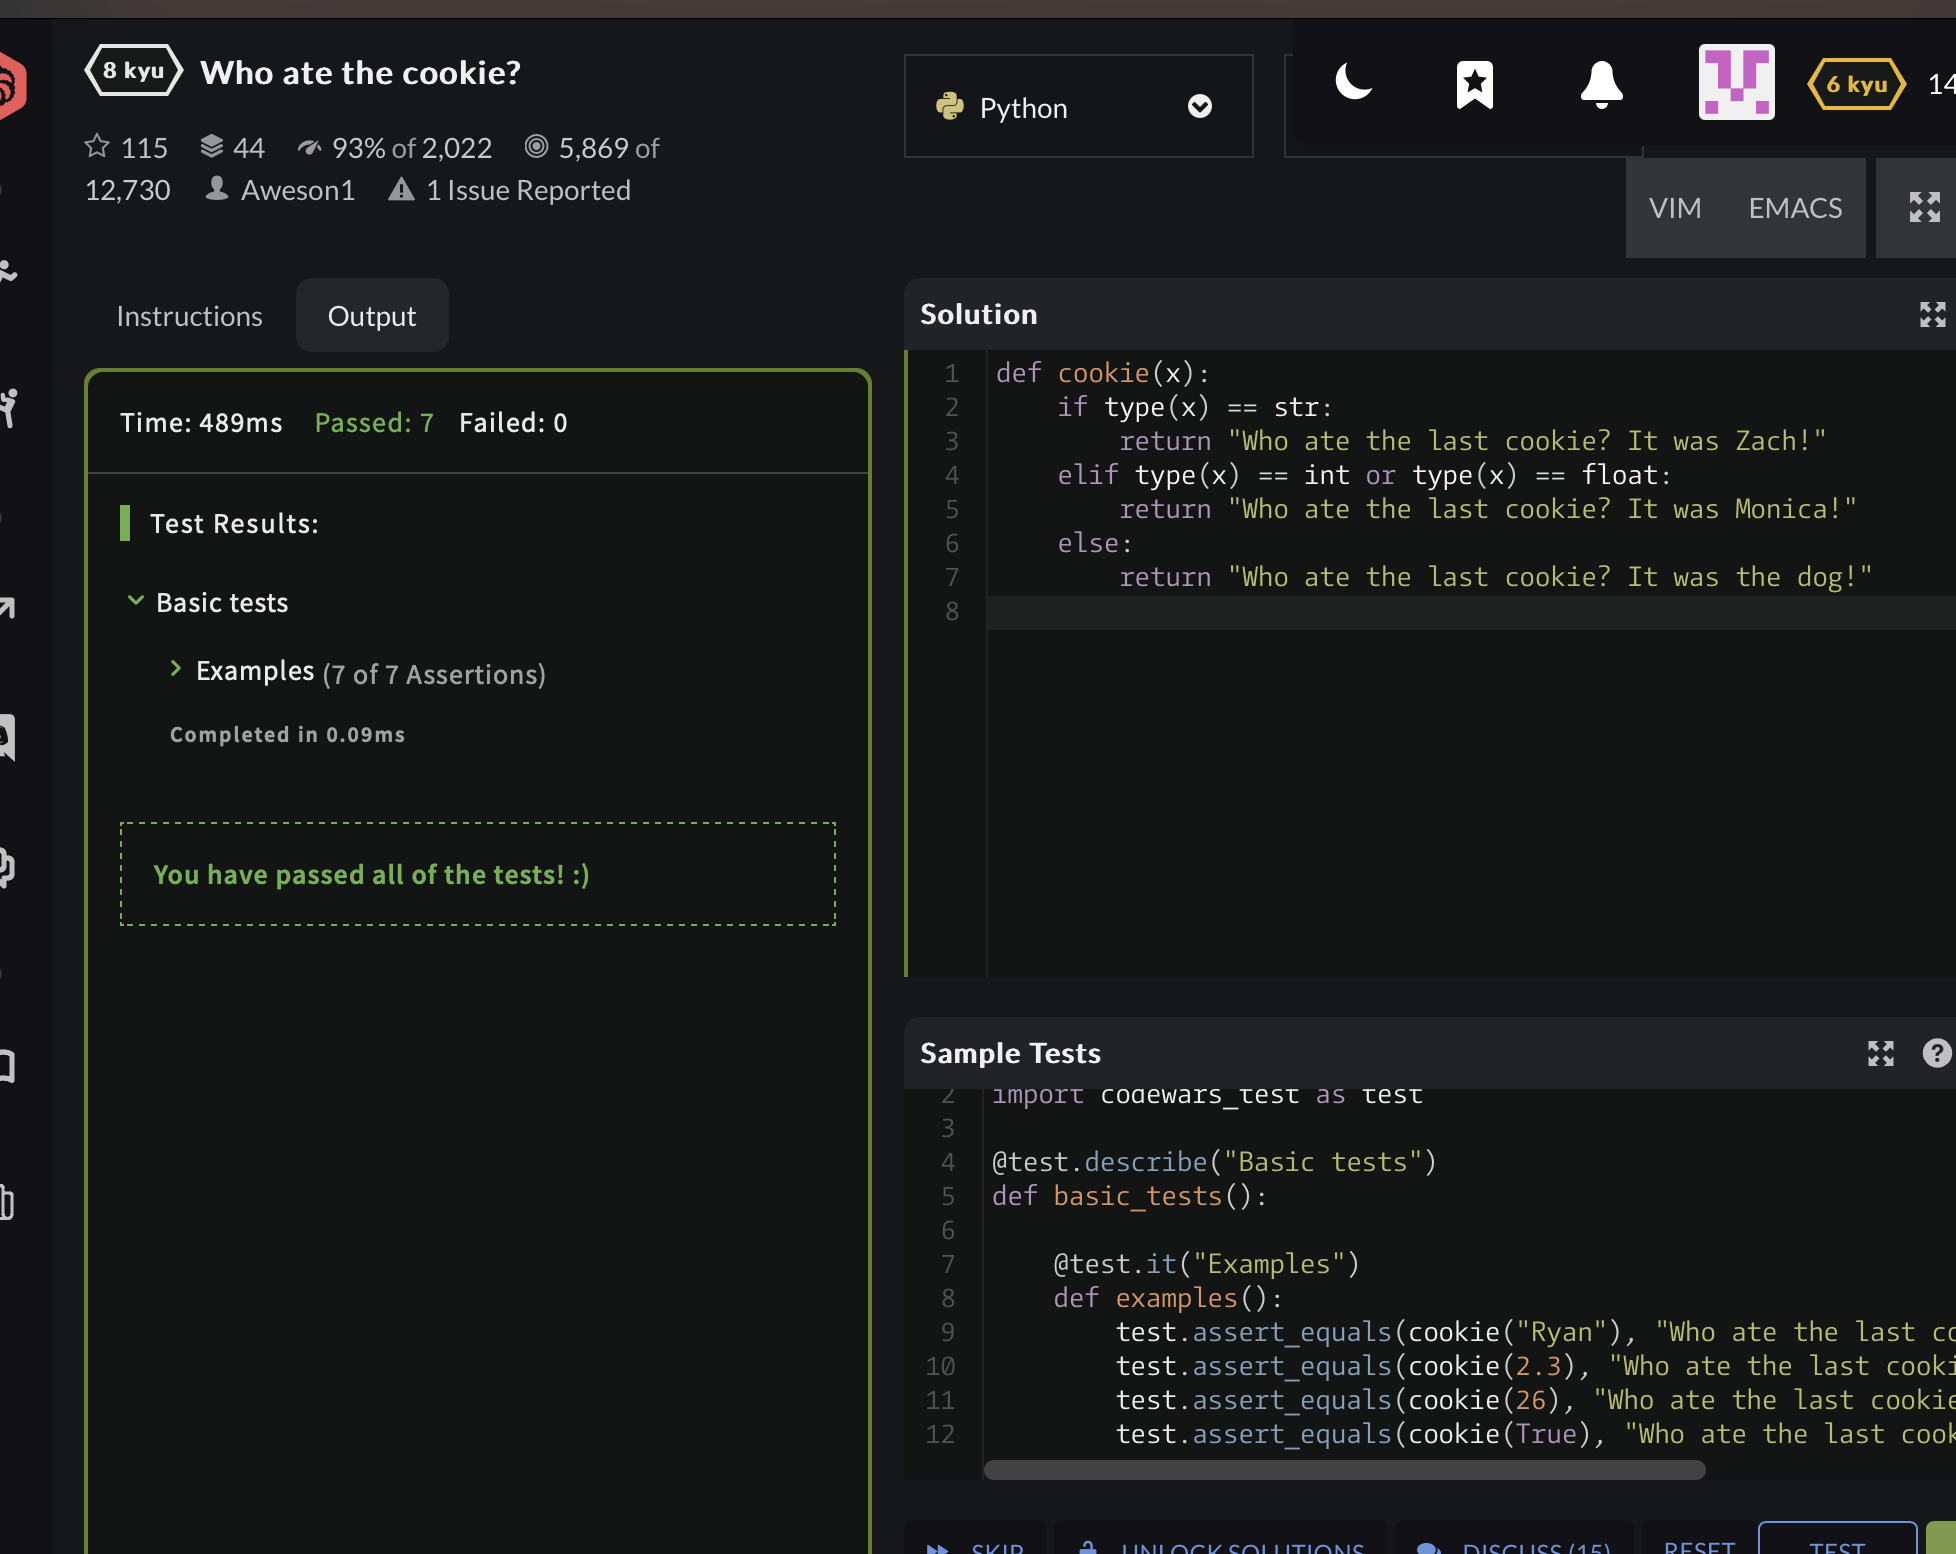 8 kyu Who ate the cookie?
115 44 93% of 2,022 5,869 of
12,730 Aweson1 1 Issue Reported
Python
6 kyu 14
VIM EMACS
Instructions Output
Time: 489ms Passed: 7 Failed: 0
Test Results:
Basic tests
Examples (7 of 7 Assertions)
Completed in 0.09ms
You have passed all of the tests! :)
Solution
1 def cookie(x):
2     if type(x) == str:
3         return "Who ate the last cookie? It was Zach!"
4     elif type(x) == int or type(x) == float:
5         return "Who ate the last cookie? It was Monica!"
6     else:
7         return "Who ate the last cookie? It was the dog!"
8
Sample Tests
2 import codewars_test as test
3
4 @test.describe("Basic tests")
5 def basic_tests():
6
7     @test.it("Examples")
8     def examples():
9         test.assert_equals(cookie("Ryan"), "Who ate the last co
10         test.assert_equals(cookie(2.3), "Who ate the last cooki
11         test.assert_equals(cookie(26), "Who ate the last cookie
12         test.assert_equals(cookie(True), "Who ate the last cook
SKIP UNLOCK SOLUTIONS DISCUSS (15) RESET TEST